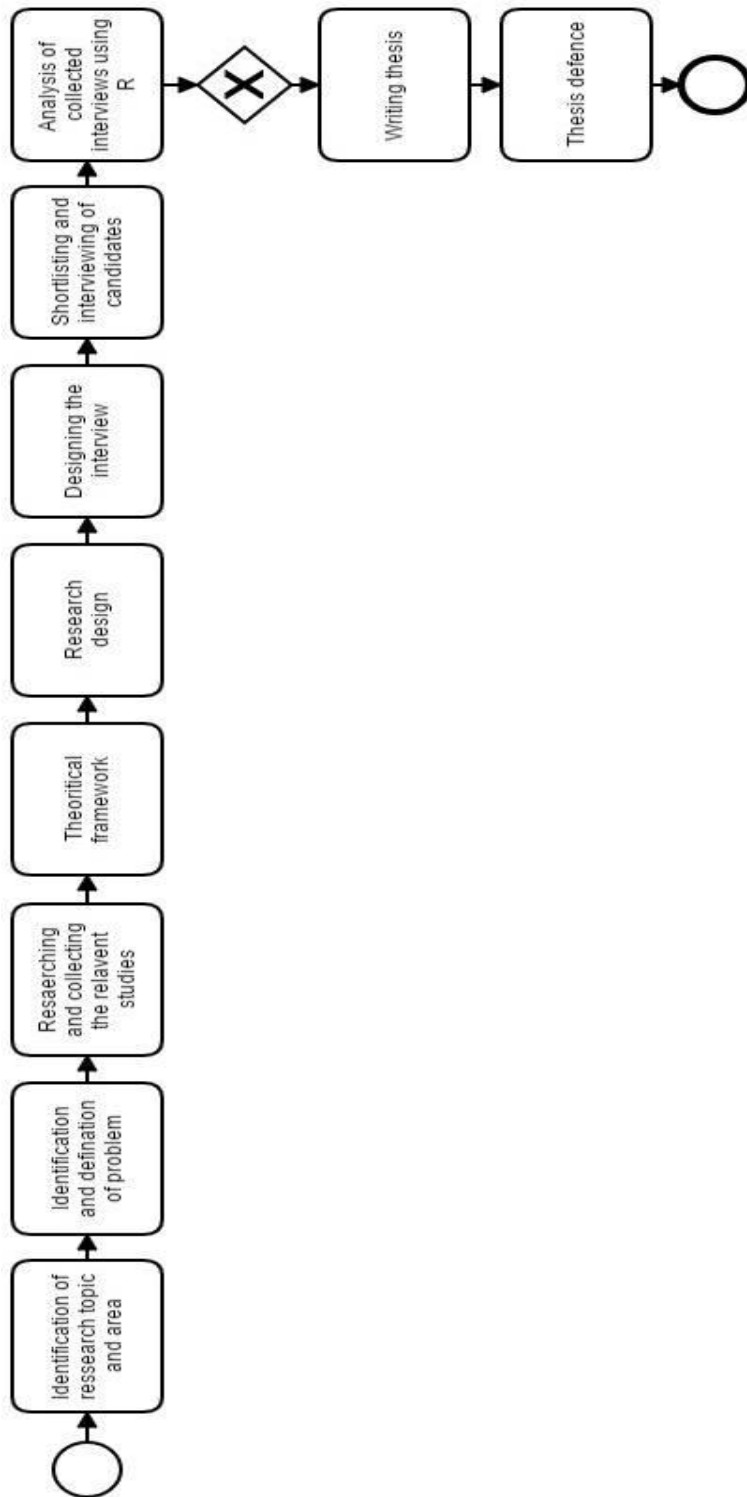 Identification of
ressearch topic
and area
Identification
and defination
of problem
Resaerching
and collecting
the relavent
studies
Theoritical
framework
Research
design
Designing the
interview
Shortlisting and
interviewing of
candidates
Analysis of
collected
interviews using
R
Writing thesis
Thesis defence